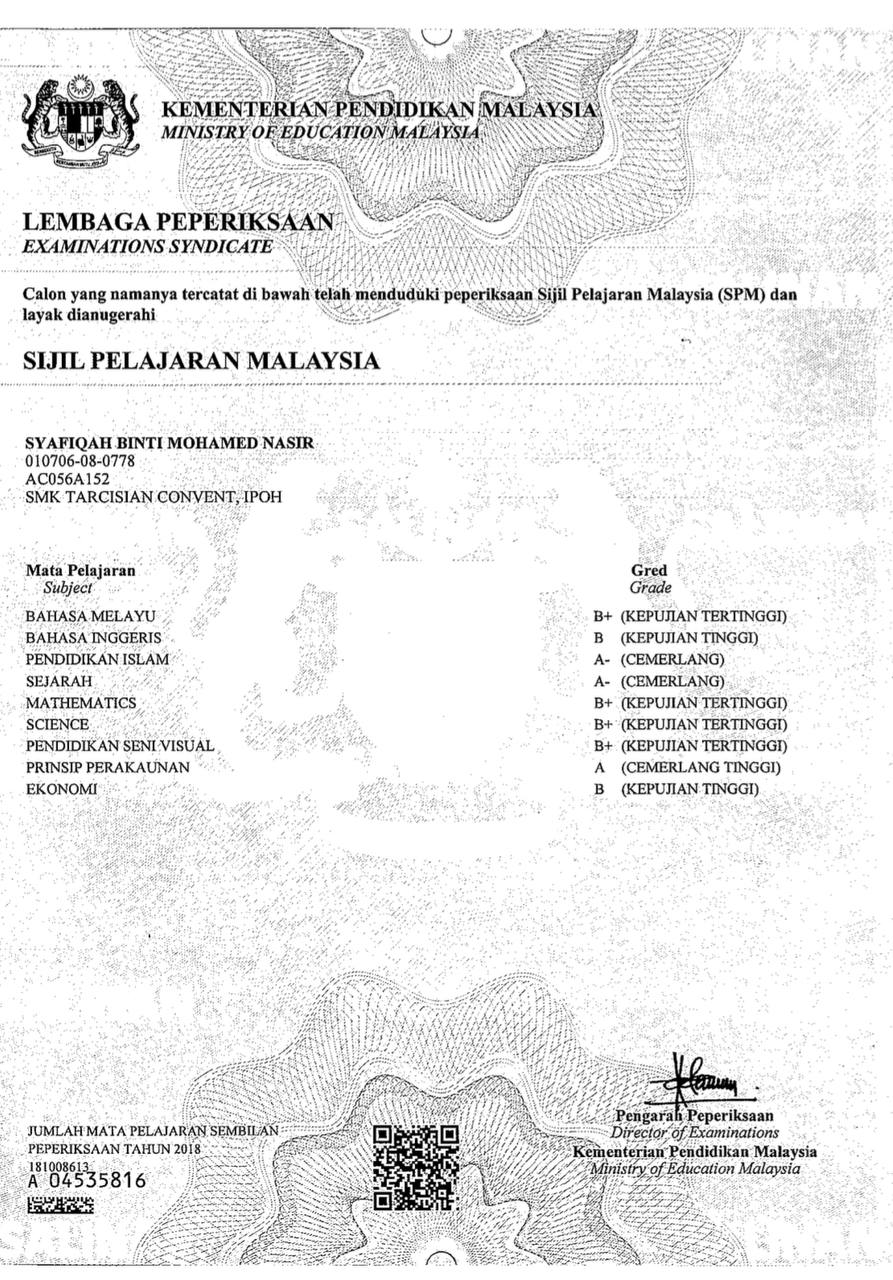 KEMENTERIAN PENDIDIKAN MALAYSIA
MINISTRY OF EDUCATION MALAYSIA
LEMBAGA PEPERIKSAAN
EXAMINATIONS SYNDICATE
Calon yang namanya tercatat di bawah telah menduduki peperiksaan Sijil Pelajaran Malaysia (SPM) dan
layak dianugerahi
SIJIL PELAJARAN MALAYSIA
SYAFIQAH BINTI MOHAMED NASIR
010706-08-0778
AC056A152
SMK TARCISIAN CONVENT, IPOH
Mata Pelajaran Gred
Subject Grade
BAHASA MELAYU B+ (KEPUJIAN TERTINGGI)
BAHASA INGGERIS B (KEPUJIAN TINGGI)
PENDIDIKAN ISLAM A- (CEMERLANG)
SEJARAH A- (CEMERLANG)
MATHEMATICS B+ (KEPUJIAN TERTINGGI)
SCIENCE B+ (KEPUJIAN TERTINGGI)
PENDIDIKAN SENI VISUAL B+ (KEPUJIAN TERTINGGI)
PRINSIP PERAKAUNAN A (CEMERLANG TINGGI)
EKONOMI B (KEPUJIAN TINGGI)
Pengarah Peperiksaan
Director of Examinations
Kementerian Pendidikan Malaysia
Ministry of Education Malaysia
JUMLAH MATA PELAJARAN SEMBILAN
PEPERIKSAAN TAHUN 2018
181008613
A 04535816